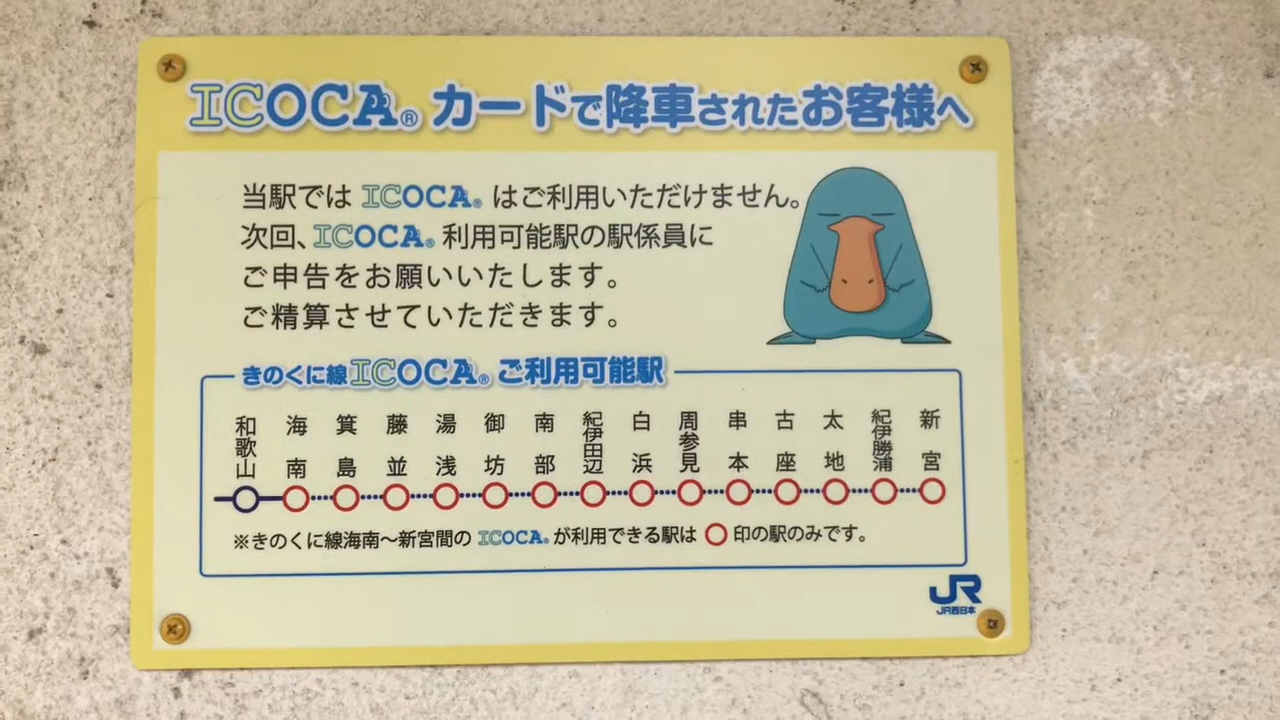 ICOCA® カードで降車されたお客様へ
当駅では ICOCA® はご利用いただけません。
次回、ICOCA® 利用可能駅の駅係員に
ご申告をお願いいたします。
ご精算させていただきます。
きのくに線ICOCA® ご利用可能駅
和歌山 海南 箕島 藤並 湯浅 御坊 南部 紀伊田辺 白浜 周参見 串本 古座 太地 紀伊勝浦 新宮
※きのくに線海南~新宮間の ICOCA® が利用できる駅は ○ 印の駅のみです。
JR
JR西日本